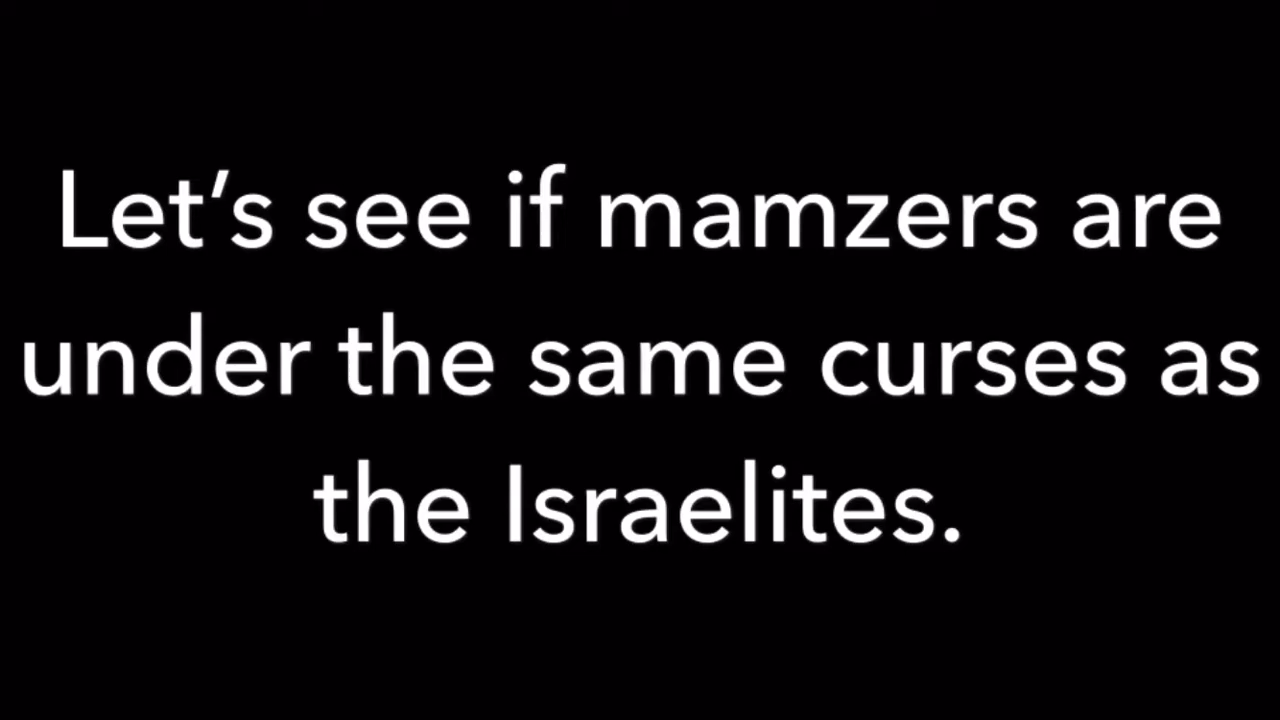 Let’s see if mamzers are
under the same curses as
the Israelites.